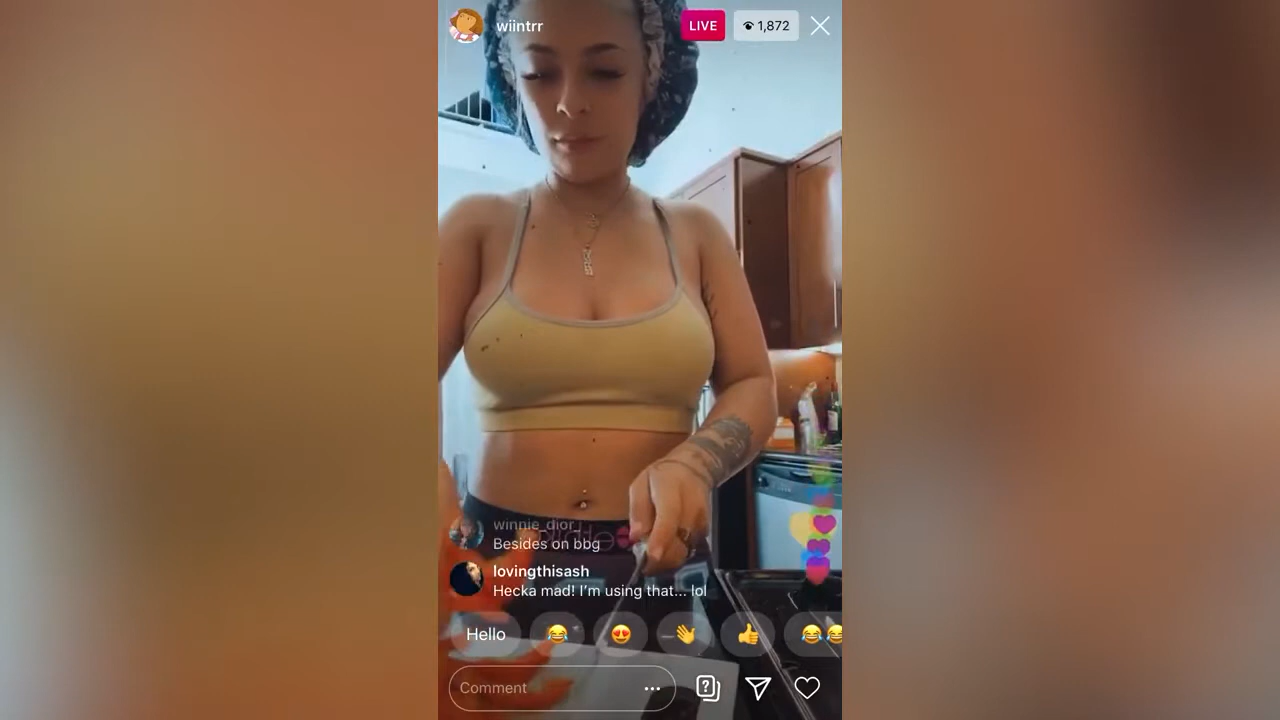 wiintrr
LIVE
1,872
winnie_dior
Besides on bbg
lovingthisash
Hecka mad! I'm using that... lol
Hello
Comment